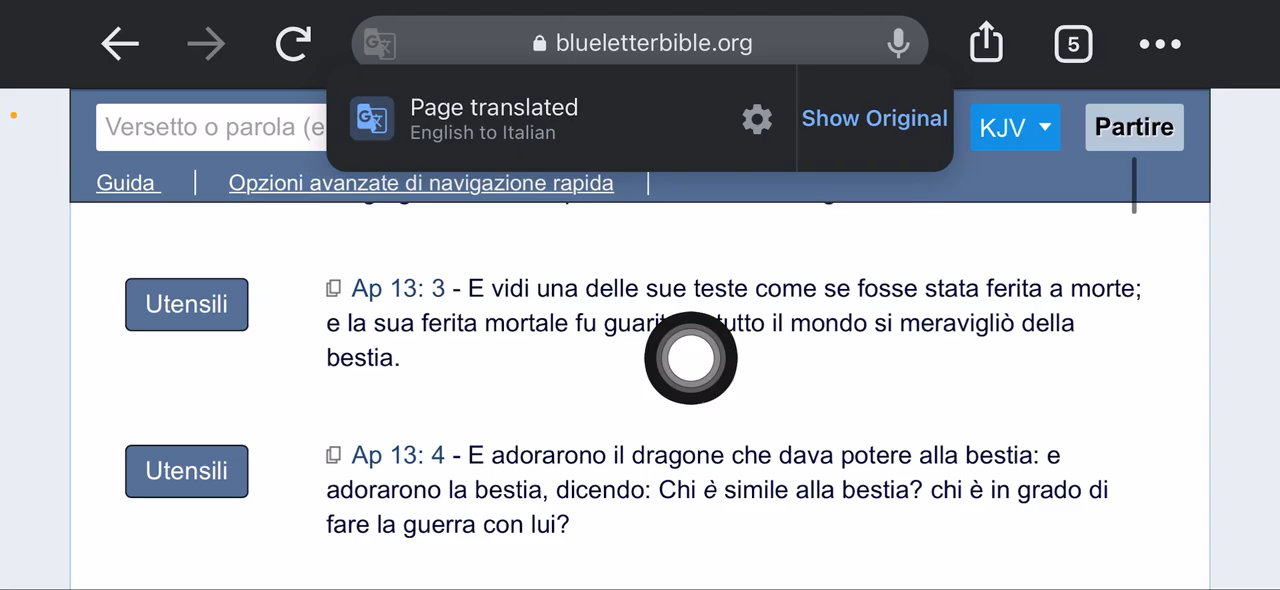 blueletterbible.org
5
Page translated
English to Italian
Show Original
Versetto o parola (e
KJV
Partire
Guida
Opzioni avanzate di navigazione rapida
Utensili
Ap 13: 3 - E vidi una delle sue teste come se fosse stata ferita a morte;
e la sua ferita mortale fu tutto il mondo si meravigliò della
bestia.
Utensili
Ap 13: 4 - E adorarono il dragone che dava potere alla bestia: e
adorarono la bestia, dicendo: Chi è simile alla bestia? chi è in grado di
fare la guerra con lui?